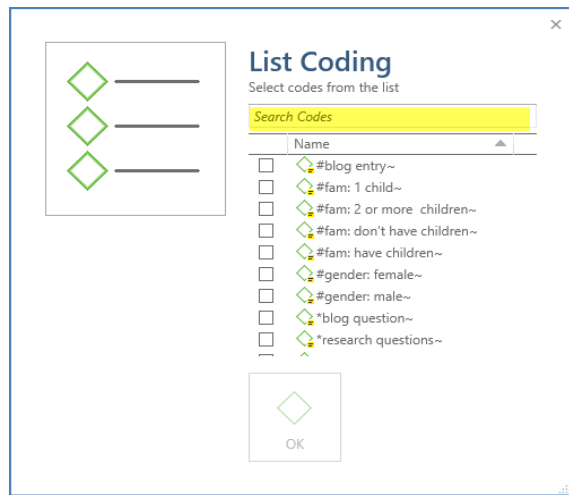 List Coding
Select codes from the list
Search Codes
Name
#blog entry~
#fam: 1 child~
#fam: 2 or more  children~
#fam: don't have children~
#fam: have children~
#gender: female~
#gender: male~
*blog question~
*research questions~
OK